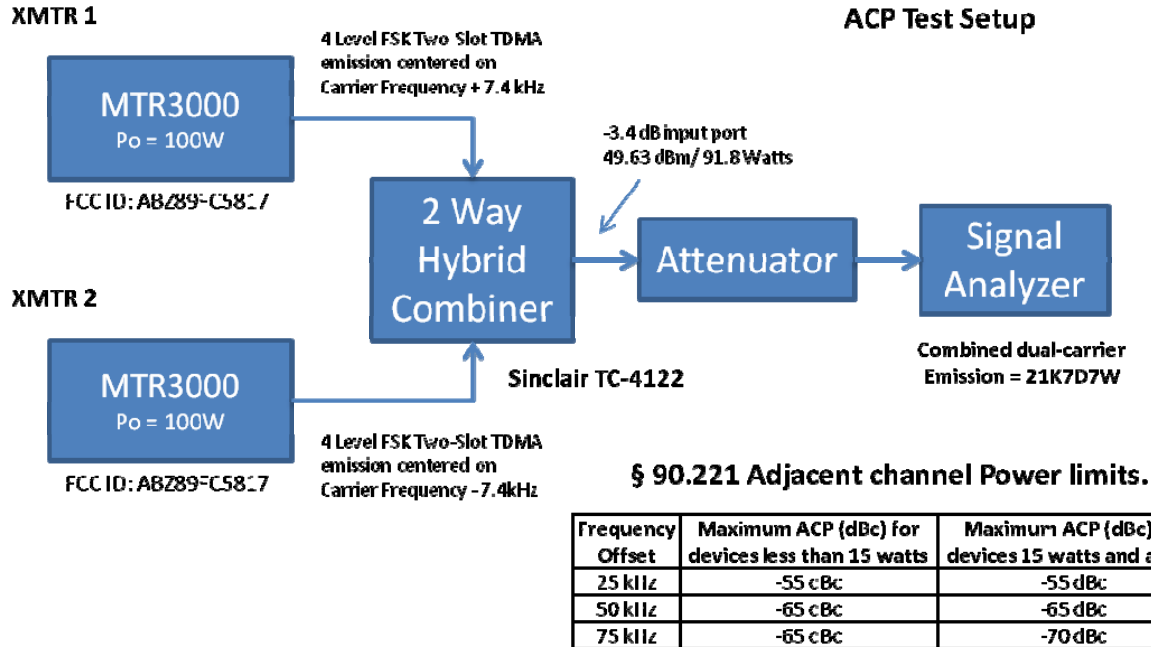 XMTR 1
ACP Test Setup
4 Level FSK Two Slot TDMA
emission centered on
Carrier Frequency + 7.4 kHz
MTR3000
Po = 100W
-3.4 dB input port
49.63 dBm/ 91.8 Watts
FCC ID: ABZ89FC5817
2 Way
Hybrid
Combiner
Attenuator
Signal
Analyzer
XMTR 2
MTR3000
Po = 100W
Sinclair TC-4122
Combined dual-carrier
Emission = 21K7D7W
4 Level FSK Two-Slot TDMA
emission centered on
Carrier Frequency -7.4kHz
FCC ID: ABZ89FC5817
§ 90.221 Adjacent channel Power limits.
Frequency Offset Maximum ACP (dBc) for devices less than 15 watts Maximum ACP (dBc) devices 15 watts and a
25 kHz -55 dBc -55 dBc
50 kHz -65 dBc -65 dBc
75 kHz -65 dBc -70 dBc